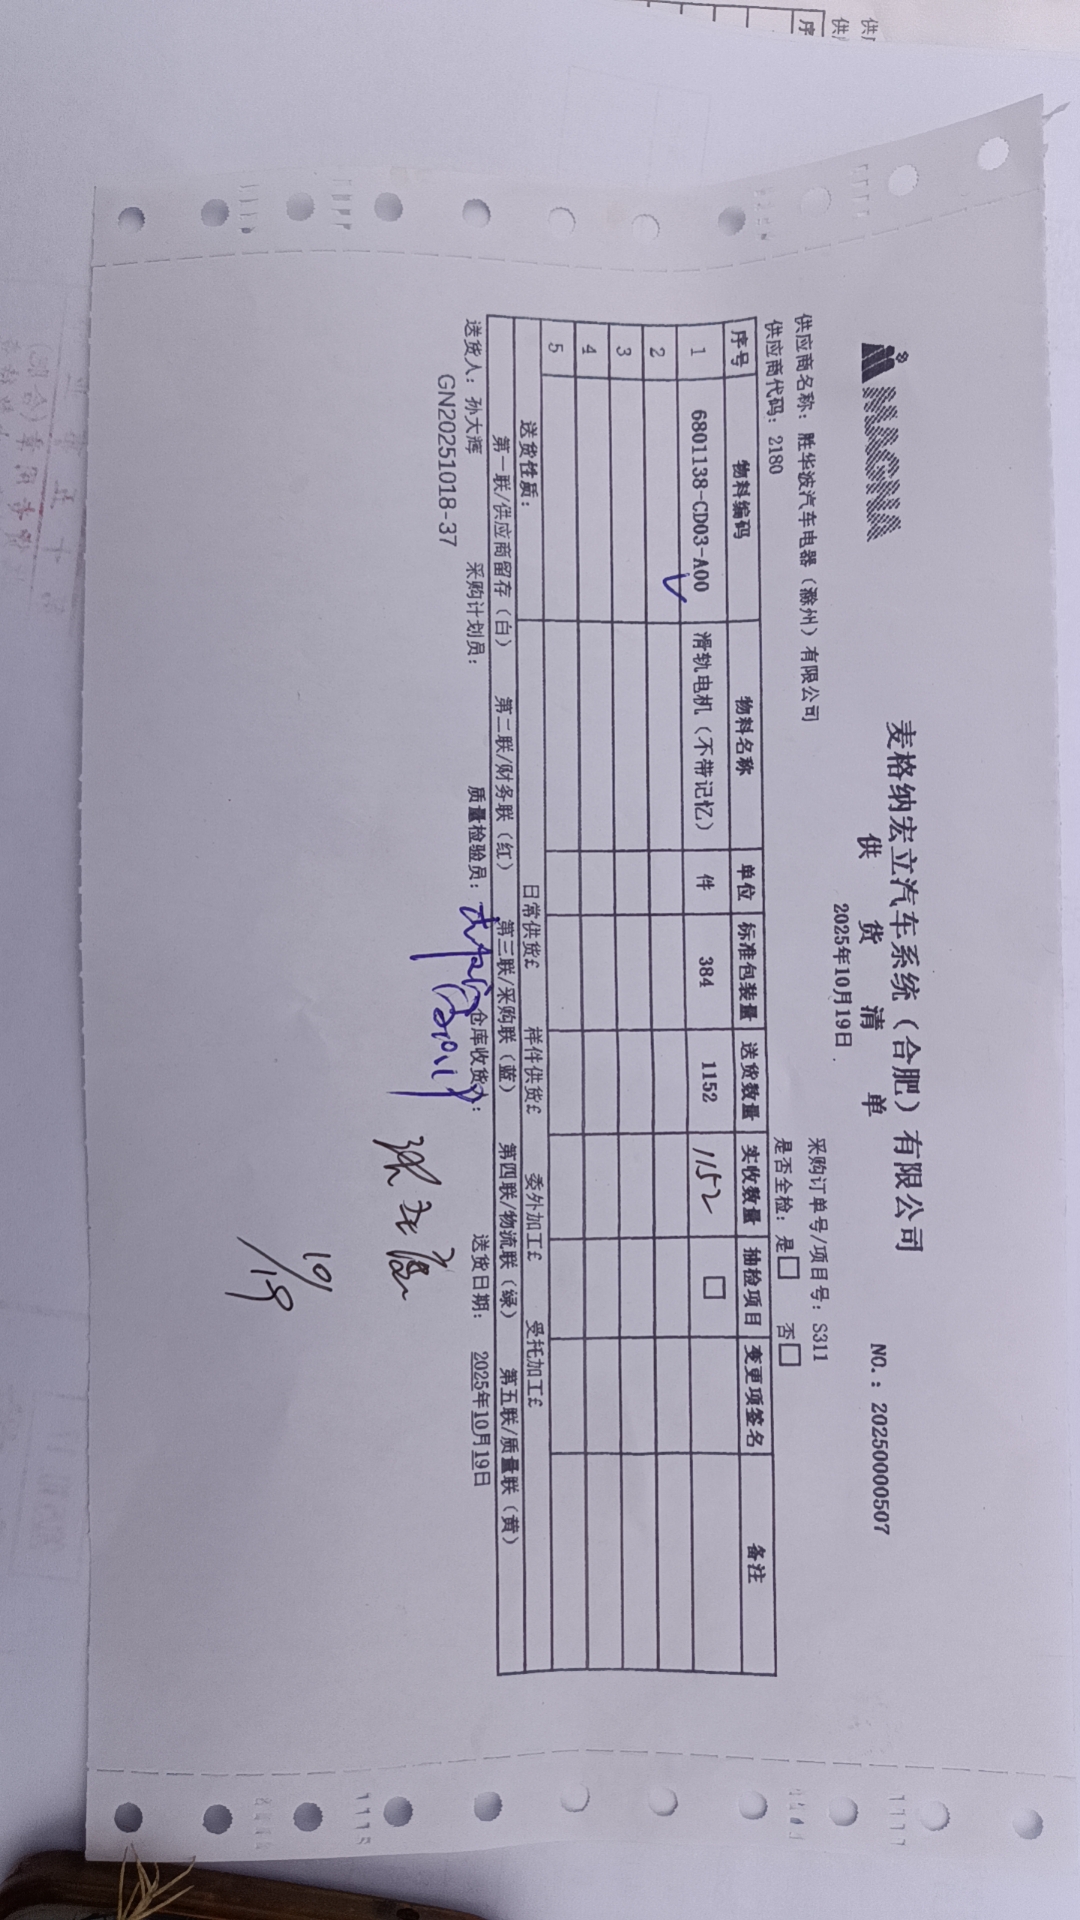 MAGNA
麦格纳宏立汽车系统（合肥）有限公司
供 货 清 单
NO.: 20250000507
2025年10月19日
供应商名称: 胜华波汽车电器（滁州）有限公司 采购订单号/项目号: S311
供应商代码: 2180 是否全检: 是□ 否□
序号 物料编码 物料名称 单位 标准包装量 送货数量 实收数量 抽检项目 变更项签名 备注
1 6801138-CD03-A00 滑轨电机（不带记忆） 件 384 1152 1152 □
2
3
4
5
送货性质: 日常供货£ 样件供货£ 委外加工£ 受托加工£
第一联/供应商留存（白） 第二联/财务联（红） 第三联/采购联（蓝） 第四联/物流联（绿） 第五联/质量联（黄）
送货人: 孙大辉 采购计划员: 质量检验员: 仓库收货人: 送货日期: 2025年10月19日
GN20251018-37
10/19